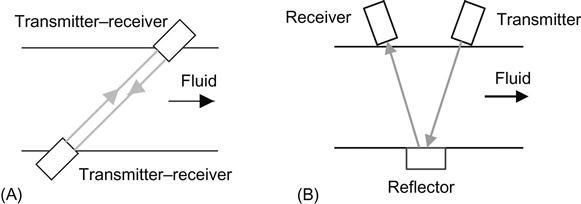 Transmitter–receiver
Fluid
Transmitter–receiver
(A)
Receiver
Transmitter
Fluid
Reflector
(B)